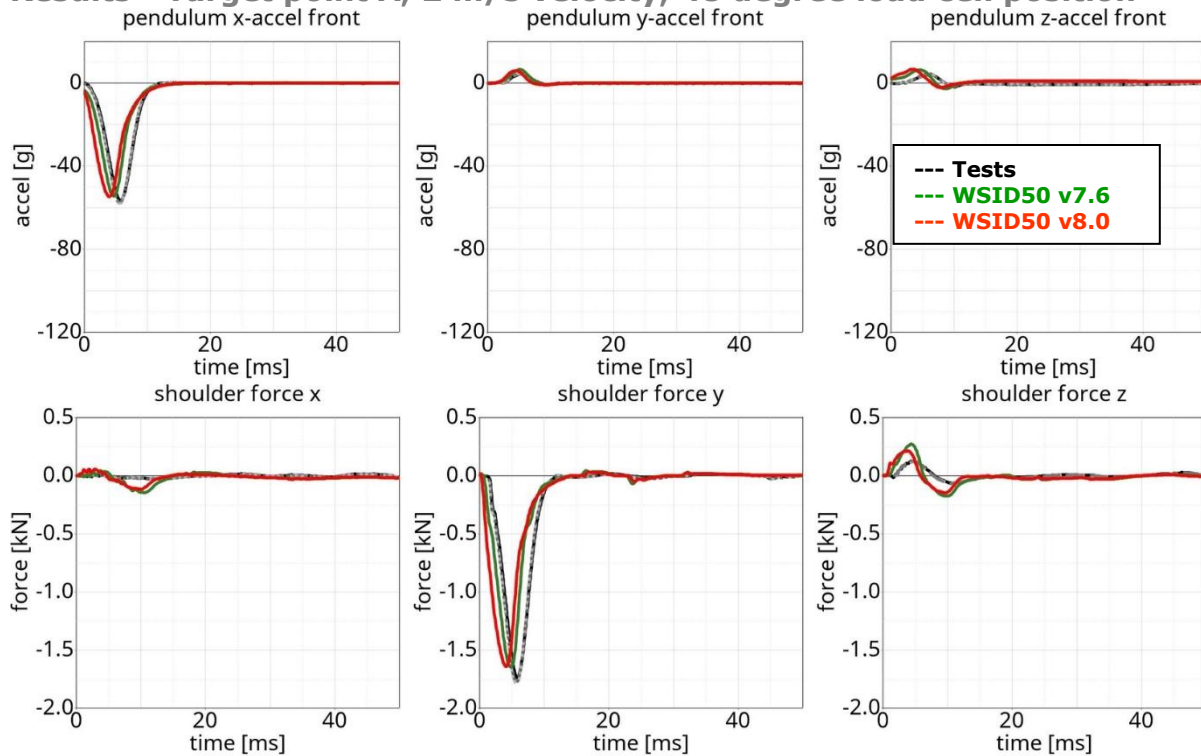 pendulum x-accel front pendulum y-accel front pendulum z-accel front
0 0 0
-40 -40 -40
-80 -80 -80
-120 -120 -120
accel [g] accel [g] accel [g]
--- Tests
--- WSID50 v7.6
--- WSID50 v8.0
0 20 40 0 20 40 0 20 40
time [ms] time [ms] time [ms]
shoulder force x shoulder force y shoulder force z
0.5 0.5 0.5
0.0 0.0 0.0
-0.5 -0.5 -0.5
-1.0 -1.0 -1.0
-1.5 -1.5 -1.5
-2.0 -2.0 -2.0
force [kN] force [kN] force [kN]
0 20 40 0 20 40 0 20 40
time [ms] time [ms] time [ms]